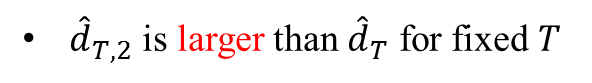 • d̂_{T,2} is larger than d̂_T for fixed T